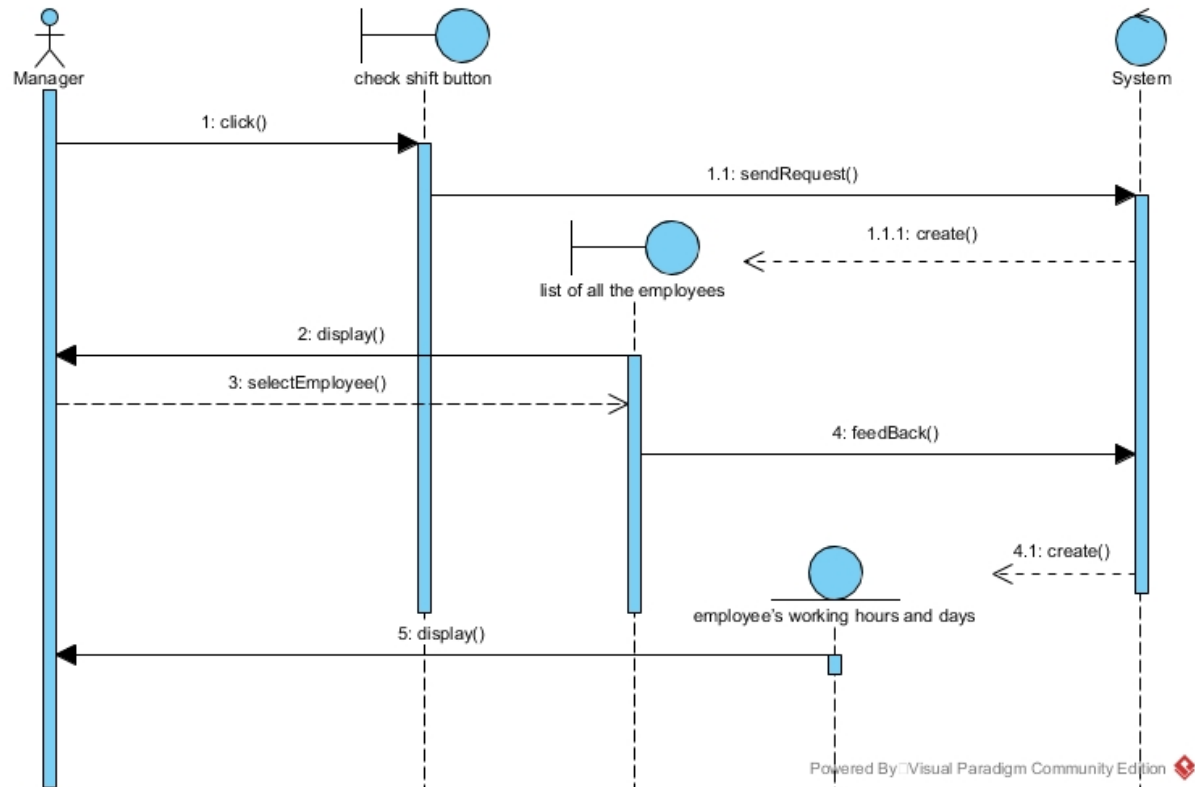 Manager
check shift button
System
1: click()
1.1: sendRequest()
1.1.1: create()
list of all the employees
2: display()
3: selectEmployee()
4: feedBack()
4.1: create()
employee's working hours and days
5: display()
Powered By Visual Paradigm Community Edition